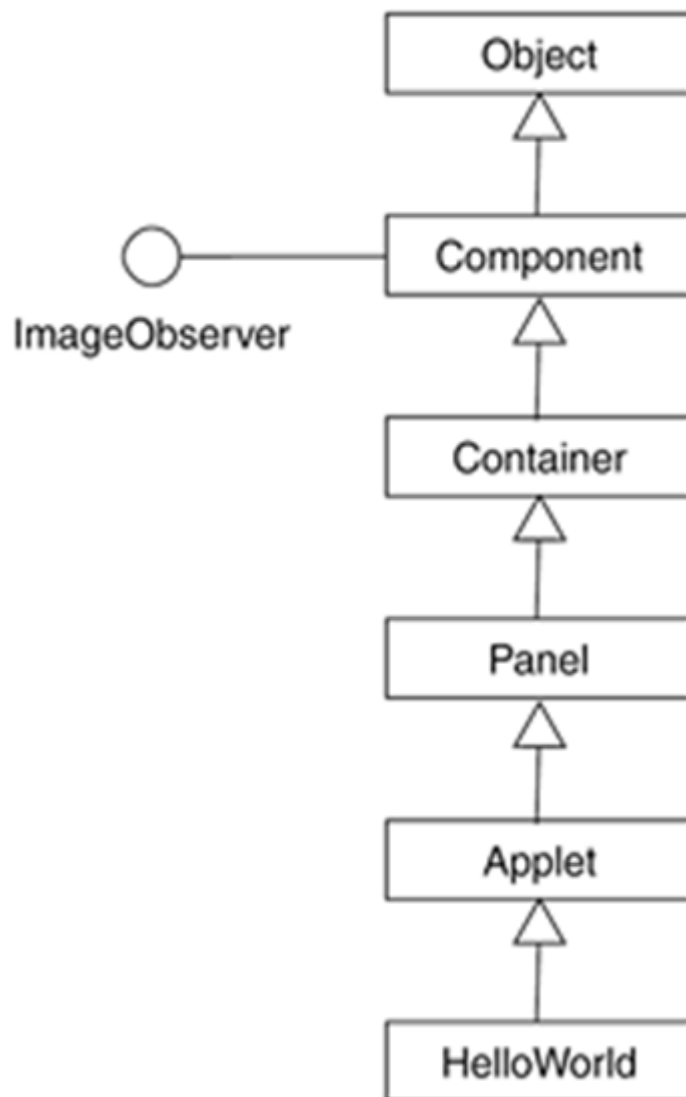 Object
Component
ImageObserver
Container
Panel
Applet
HelloWorld